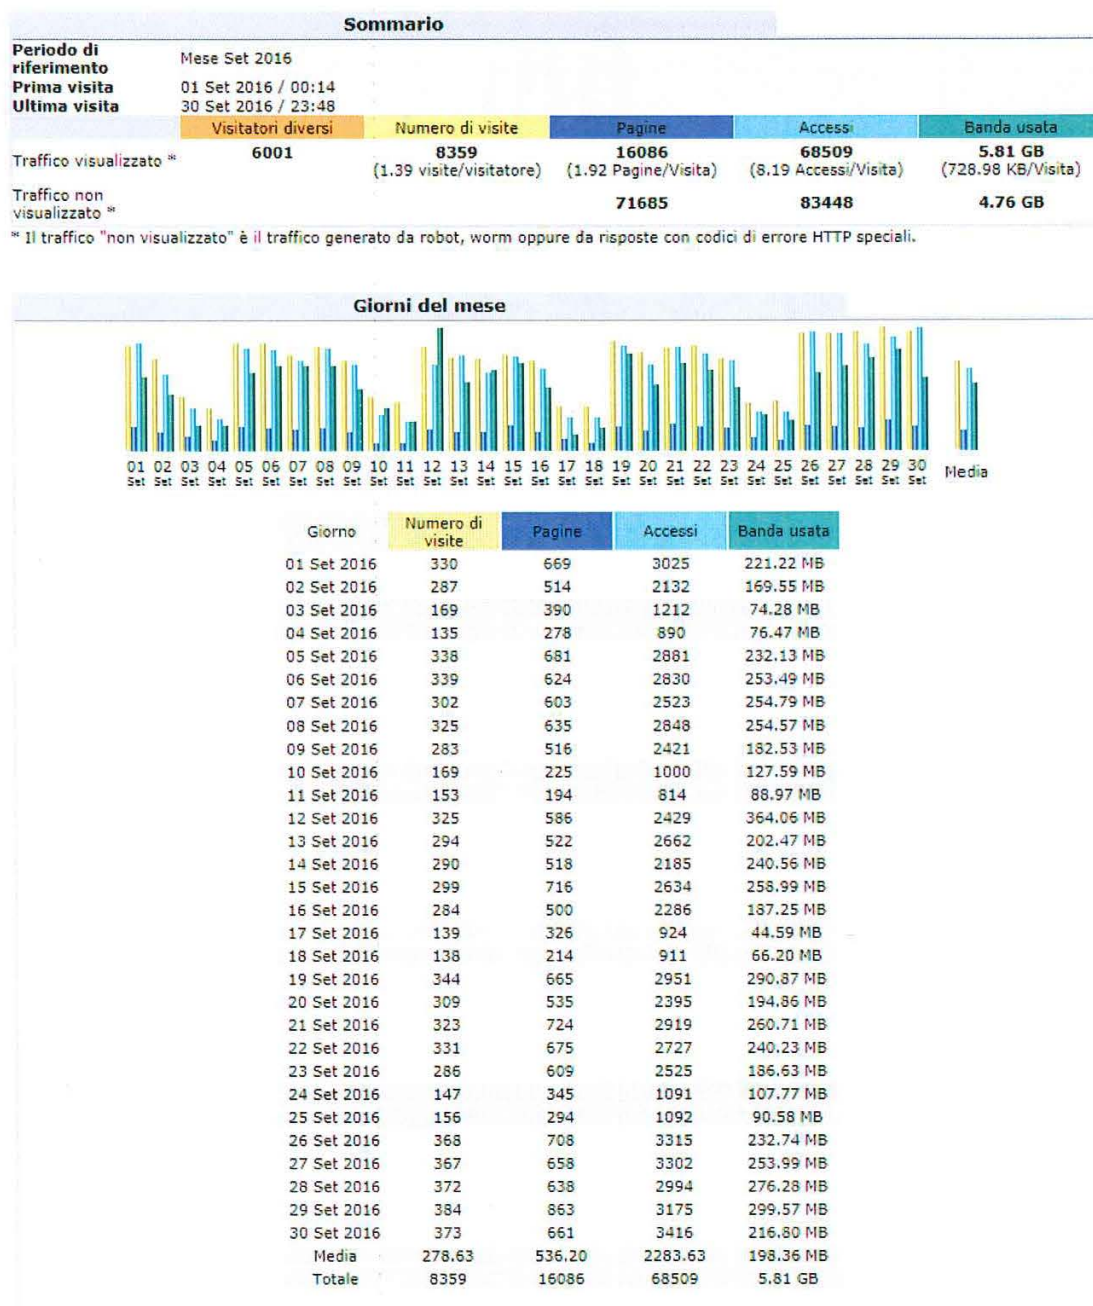 Sommario
Periodo di riferimento Mese Set 2016
Prima visita 01 Set 2016 / 00:14
Ultima visita 30 Set 2016 / 23:48
Visitatori diversi Numero di visite Pagine Accessi Banda usata
Traffico visualizzato * 6001 8359 16086 68509 5.81 GB
(1.39 visite/visitatore) (1.92 Pagine/Visita) (8.19 Accessi/Visita) (728.98 KB/Visita)
Traffico non visualizzato * 71685 83448 4.76 GB
* Il traffico "non visualizzato" è il traffico generato da robot, worm oppure da risposte con codici di errore HTTP speciali.
Giorni del mese
01 02 03 04 05 06 07 08 09 10 11 12 13 14 15 16 17 18 19 20 21 22 23 24 25 26 27 28 29 30 Media
Set Set Set Set Set Set Set Set Set Set Set Set Set Set Set Set Set Set Set Set Set Set Set Set Set Set Set Set Set Set
Giorno Numero di visite Pagine Accessi Banda usata
01 Set 2016 330 669 3025 221.22 MB
02 Set 2016 287 514 2132 169.55 MB
03 Set 2016 169 390 1212 74.28 MB
04 Set 2016 135 278 890 76.47 MB
05 Set 2016 338 681 2881 232.13 MB
06 Set 2016 339 624 2830 253.49 MB
07 Set 2016 302 603 2523 254.79 MB
08 Set 2016 325 635 2848 254.57 MB
09 Set 2016 283 516 2421 182.53 MB
10 Set 2016 169 225 1000 127.59 MB
11 Set 2016 153 194 814 88.97 MB
12 Set 2016 325 586 2429 364.06 MB
13 Set 2016 294 522 2662 202.47 MB
14 Set 2016 290 518 2185 240.56 MB
15 Set 2016 299 716 2634 258.99 MB
16 Set 2016 284 500 2286 187.25 MB
17 Set 2016 139 326 924 44.59 MB
18 Set 2016 138 214 911 66.20 MB
19 Set 2016 344 665 2951 290.87 MB
20 Set 2016 309 535 2395 194.86 MB
21 Set 2016 323 724 2919 260.71 MB
22 Set 2016 331 675 2727 240.23 MB
23 Set 2016 286 609 2525 186.63 MB
24 Set 2016 147 345 1091 107.77 MB
25 Set 2016 156 294 1092 90.58 MB
26 Set 2016 368 708 3315 232.74 MB
27 Set 2016 367 658 3302 253.99 MB
28 Set 2016 372 638 2994 276.28 MB
29 Set 2016 384 863 3175 299.57 MB
30 Set 2016 373 661 3416 216.80 MB
Media 278.63 536.20 2283.63 198.36 MB
Totale 8359 16086 68509 5.81 GB